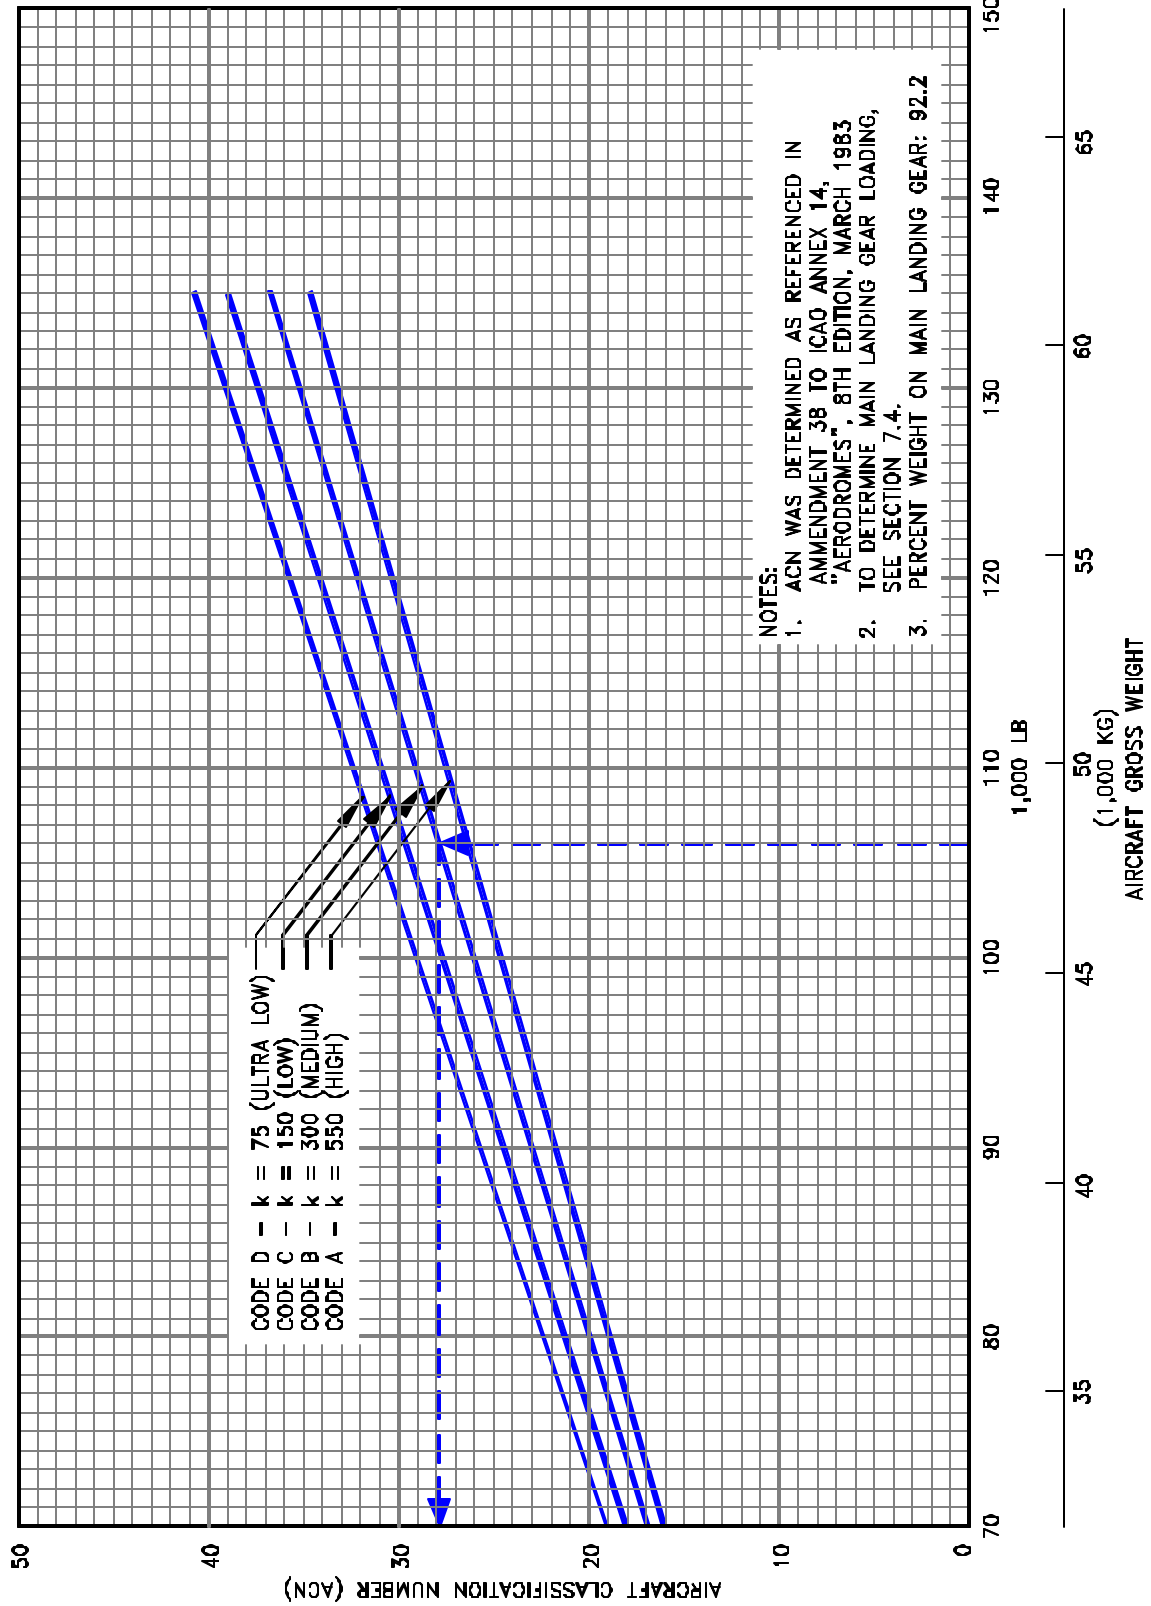 CODE D - k = 75 (ULTRA LOW)
CODE C - k = 150 (LOW)
CODE B - k = 300 (MEDIUM)
CODE A - k = 550 (HIGH)
NOTES:
1. ACN WAS DETERMINED AS REFERENCED IN
AMMENDMENT 38 TO ICAO ANNEX 14,
"AERODROMES", 8TH EDITION, MARCH 1983
2. TO DETERMINE MAIN LANDING GEAR LOADING,
SEE SECTION 7.4.
3. PERCENT WEIGHT ON MAIN LANDING GEAR: 92.2
AIRCRAFT CLASSIFICATION NUMBER (ACN)
50
40
30
20
10
0
70 80 90 100 110 120 130 140 150
1,000 LB
35 40 45 50 55 60 65
(1,000 KG)
AIRCRAFT GROSS WEIGHT